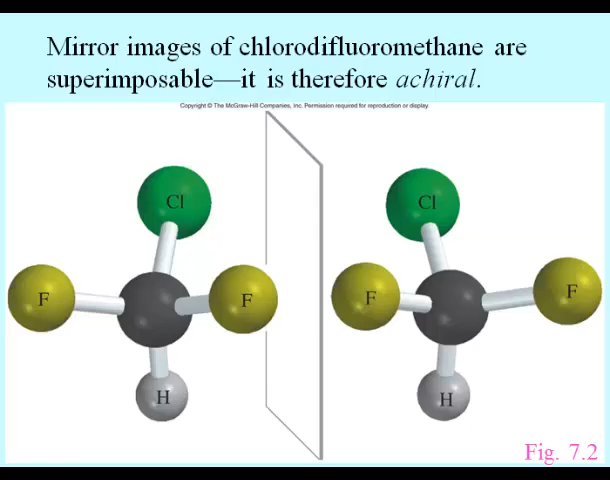 Mirror images of chlorodifluoromethane are
superimposable—it is therefore achiral.
Copyright © The McGraw-Hill Companies, Inc. Permission required for reproduction or display.
Cl
Cl
F
F
F
F
H
H
Fig. 7.2